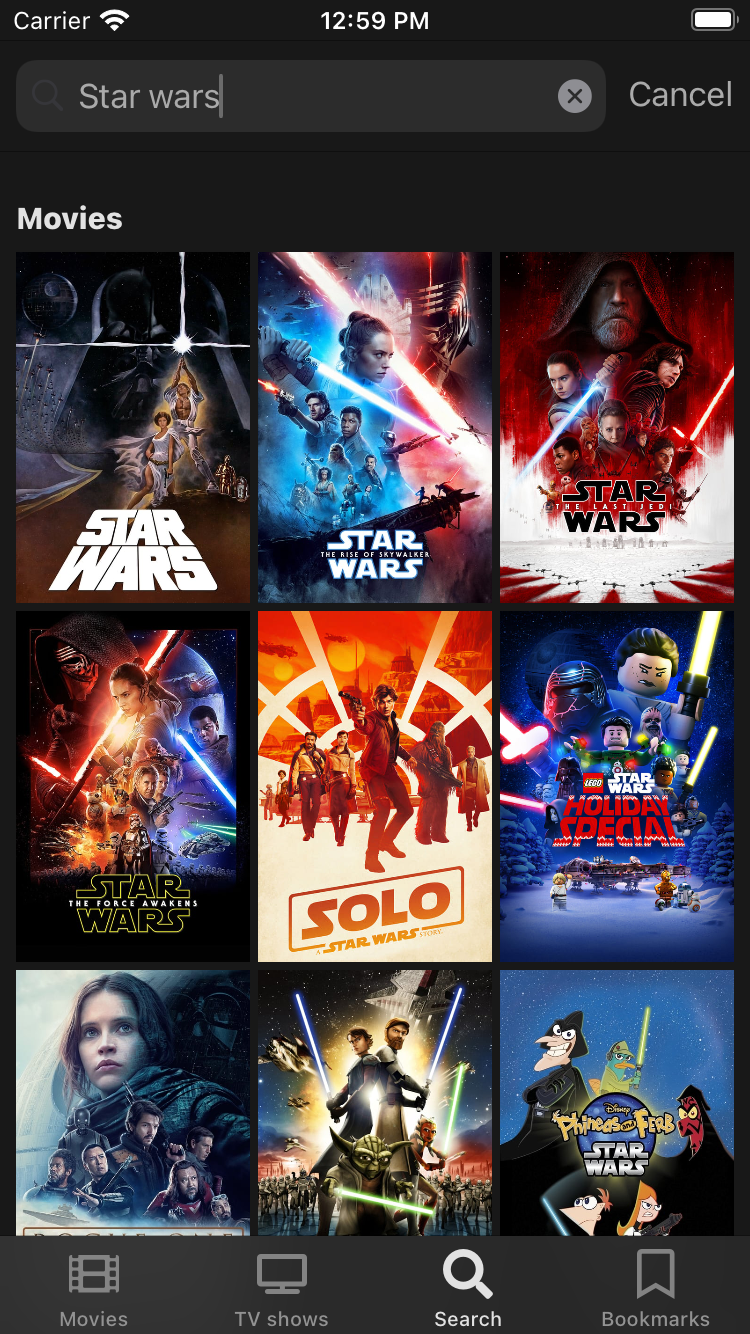 Carrier
12:59 PM
Star wars
Cancel
Movies
STAR
WARS
STAR
THE RISE OF SKYWALKER
WARS
STAR
THE LAST JEDI
WARS
STAR
THE FORCE AWAKENS
WARS
SOLO
A STAR WARS STORY
LEGO STAR
WARS
HOLIDAY
SPECIAL
ROGUE ONE
Disney
Phineas and Ferb
STAR
WARS
Movies
TV shows
Search
Bookmarks